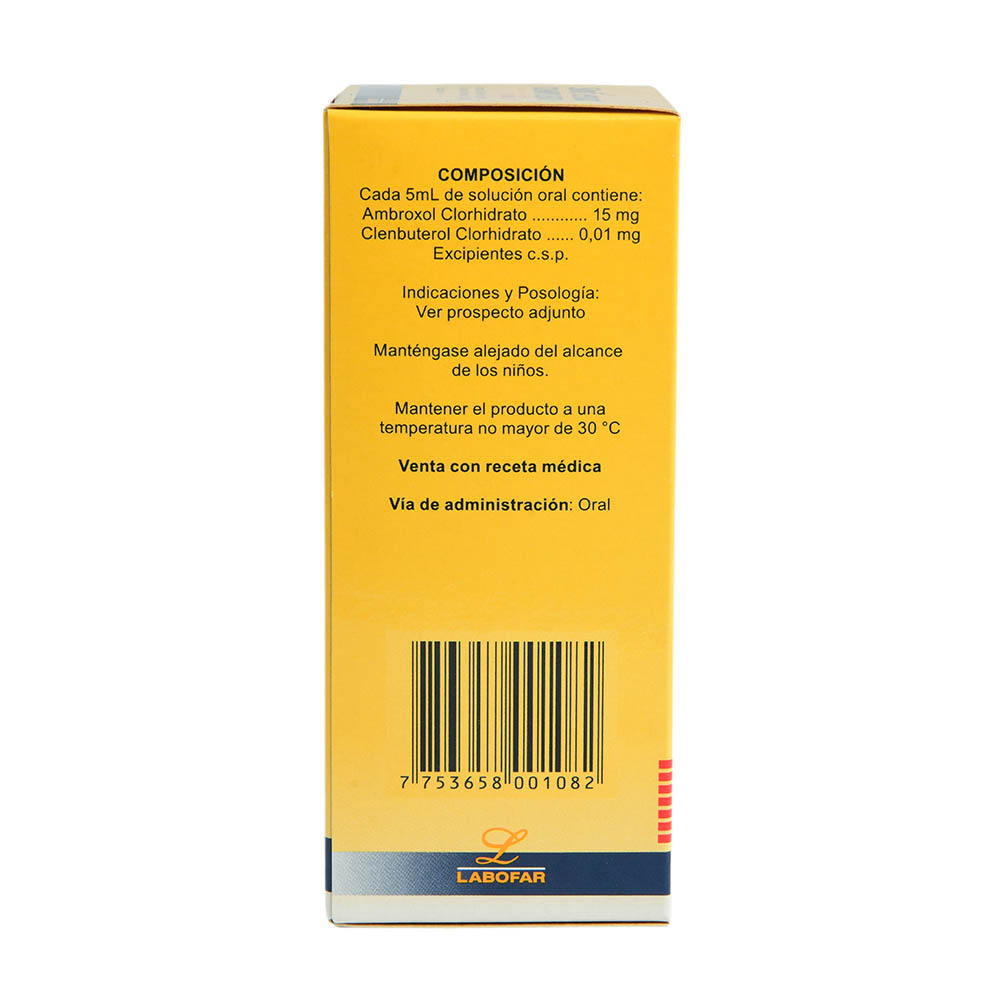 COMPOSICIÓN
Cada 5mL de solución oral contiene:
Ambroxol Clorhidrato ............ 15 mg
Clenbuterol Clorhidrato ...... 0,01 mg
Excipientes c.s.p.
Indicaciones y Posología:
Ver prospecto adjunto
Manténgase alejado del alcance
de los niños.
Mantener el producto a una
temperatura no mayor de 30 °C
Venta con receta médica
Vía de administración: Oral
7 753658 001082
L
LABOFAR